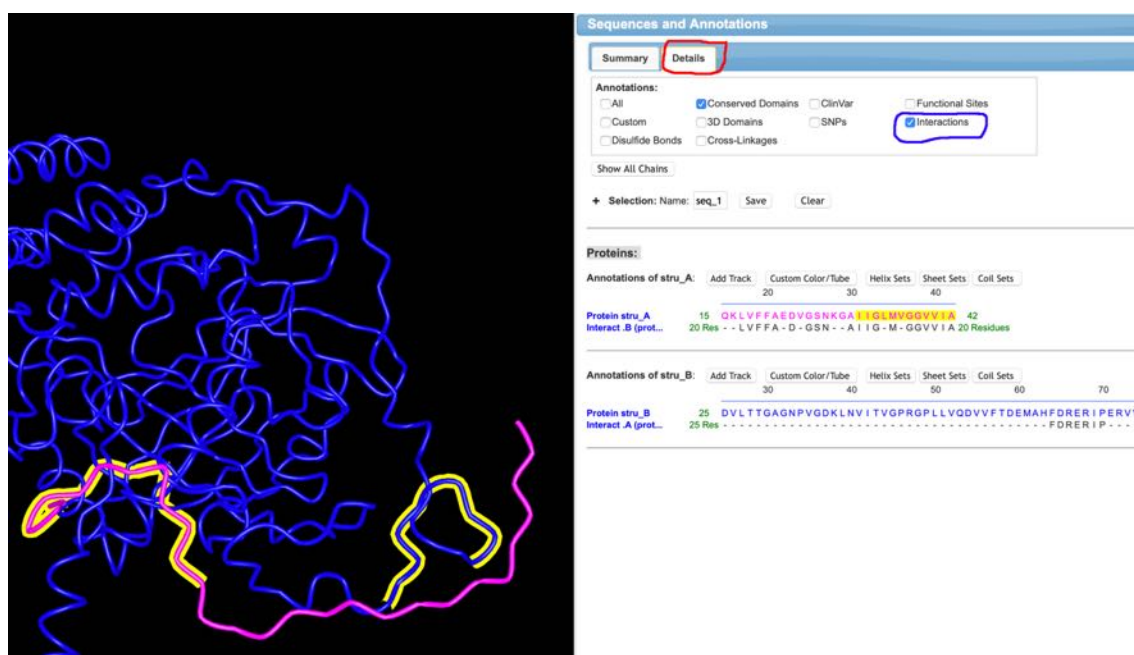 Sequences and Annotations
Summary Details
Annotations:
All Conserved Domains ClinVar Functional Sites
Custom 3D Domains SNPs Interactions
Disulfide Bonds Cross-Linkages
Show All Chains
+ Selection: Name: seq_1 Save Clear
Proteins:
Annotations of stru_A: Add Track Custom Color/Tube Helix Sets Sheet Sets Coil Sets
20 30 40
Protein stru_A 15 QKLVFFAEDVGSNKGAIIGLMVGGVVIA 42
Interact .B (prot... 20 Res --LVFFA-D-GSN--AIIG-M-GGVVIA 20 Residues
Annotations of stru_B: Add Track Custom Color/Tube Helix Sets Sheet Sets Coil Sets
30 40 50 60 70
Protein stru_B 25 DVLTTGAGNPVGDKLNVITVGPRGPLLVQDVVFTDEMAHFDRERIPERVV
Interact .A (prot... 25 Res ---------------------------------------FDRERIP----